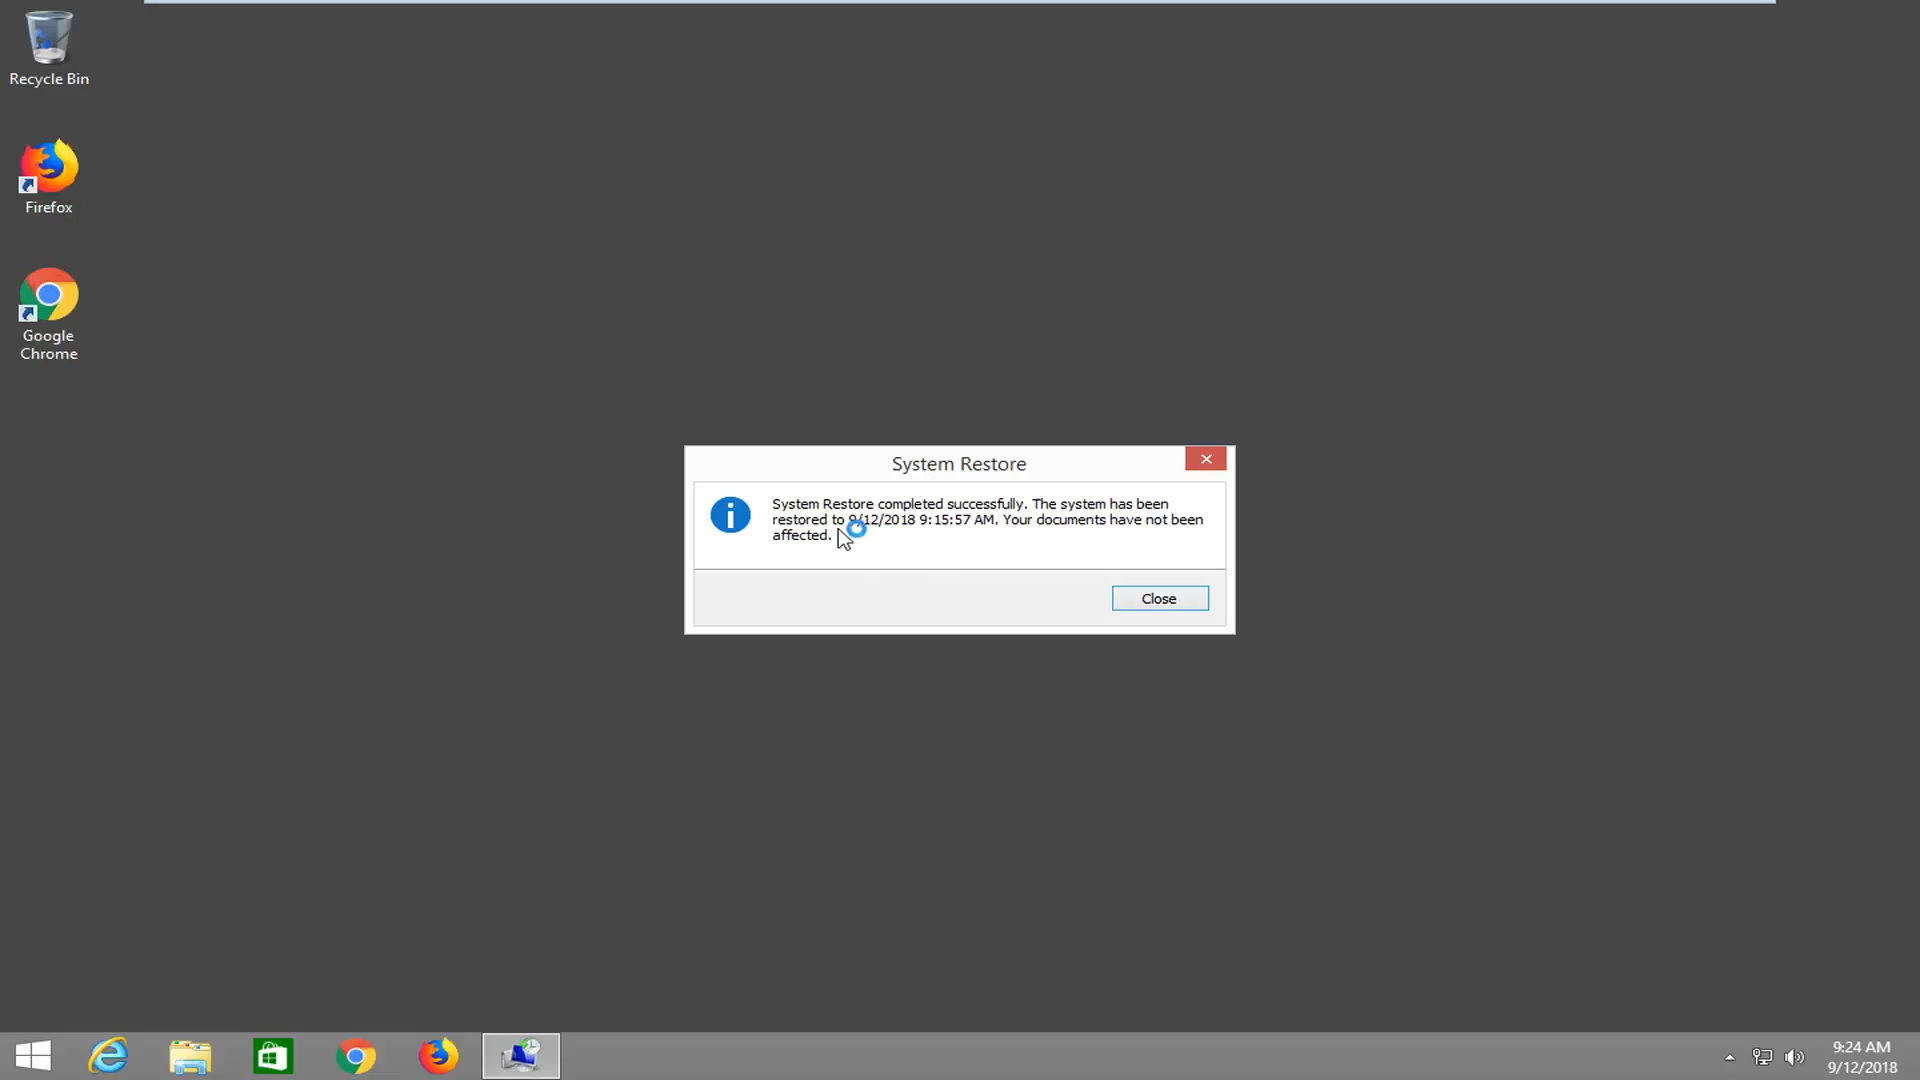 Recycle Bin
Firefox
Google
Chrome
System Restore
System Restore completed successfully. The system has been
restored to 9/12/2018 9:15:57 AM. Your documents have not been
affected.
Close
9:24 AM
9/12/2018